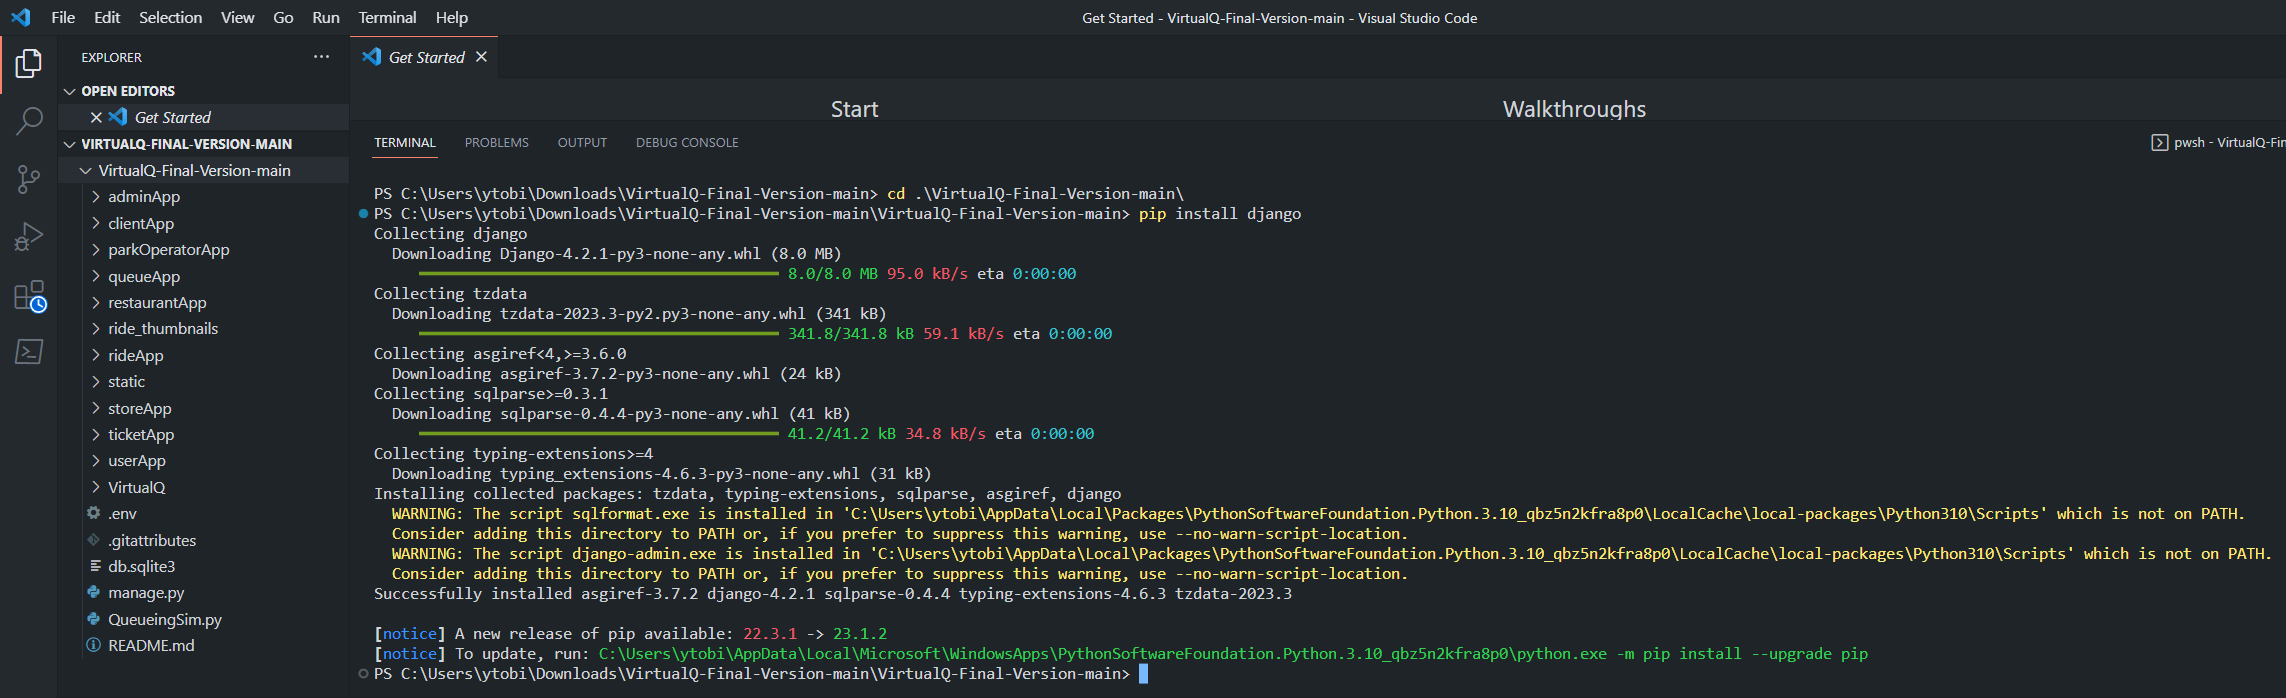 File Edit Selection View Go Run Terminal Help
Get Started - VirtualQ-Final-Version-main - Visual Studio Code
EXPLORER ...
OPEN EDITORS
Get Started
VIRTUALQ-FINAL-VERSION-MAIN
VirtualQ-Final-Version-main
adminApp
clientApp
parkOperatorApp
queueApp
restaurantApp
ride_thumbnails
rideApp
static
storeApp
ticketApp
userApp
VirtualQ
.env
.gitattributes
db.sqlite3
manage.py
QueueingSim.py
README.md
Get Started
Start
Walkthroughs
TERMINAL PROBLEMS OUTPUT DEBUG CONSOLE
pwsh - VirtualQ-Fin
PS C:\Users\ytobi\Downloads\VirtualQ-Final-Version-main> cd .\VirtualQ-Final-Version-main\
PS C:\Users\ytobi\Downloads\VirtualQ-Final-Version-main\VirtualQ-Final-Version-main> pip install django
Collecting django
Downloading Django-4.2.1-py3-none-any.whl (8.0 MB)
8.0/8.0 MB 95.0 kB/s eta 0:00:00
Collecting tzdata
Downloading tzdata-2023.3-py2.py3-none-any.whl (341 kB)
341.8/341.8 kB 59.1 kB/s eta 0:00:00
Collecting asgiref<4,>=3.6.0
Downloading asgiref-3.7.2-py3-none-any.whl (24 kB)
Collecting sqlparse>=0.3.1
Downloading sqlparse-0.4.4-py3-none-any.whl (41 kB)
41.2/41.2 kB 34.8 kB/s eta 0:00:00
Collecting typing-extensions>=4
Downloading typing_extensions-4.6.3-py3-none-any.whl (31 kB)
Installing collected packages: tzdata, typing-extensions, sqlparse, asgiref, django
WARNING: The script sqlformat.exe is installed in 'C:\Users\ytobi\AppData\Local\Packages\PythonSoftwareFoundation.Python.3.10_qbz5n2kfra8p0\LocalCache\local-packages\Python310\Scripts' which is not on PATH.
Consider adding this directory to PATH or, if you prefer to suppress this warning, use --no-warn-script-location.
WARNING: The script django-admin.exe is installed in 'C:\Users\ytobi\AppData\Local\Packages\PythonSoftwareFoundation.Python.3.10_qbz5n2kfra8p0\LocalCache\local-packages\Python310\Scripts' which is not on PATH.
Consider adding this directory to PATH or, if you prefer to suppress this warning, use --no-warn-script-location.
Successfully installed asgiref-3.7.2 django-4.2.1 sqlparse-0.4.4 typing-extensions-4.6.3 tzdata-2023.3
[notice] A new release of pip available: 22.3.1 -> 23.1.2
[notice] To update, run: C:\Users\ytobi\AppData\Local\Microsoft\WindowsApps\PythonSoftwareFoundation.Python.3.10_qbz5n2kfra8p0\python.exe -m pip install --upgrade pip
PS C:\Users\ytobi\Downloads\VirtualQ-Final-Version-main\VirtualQ-Final-Version-main>